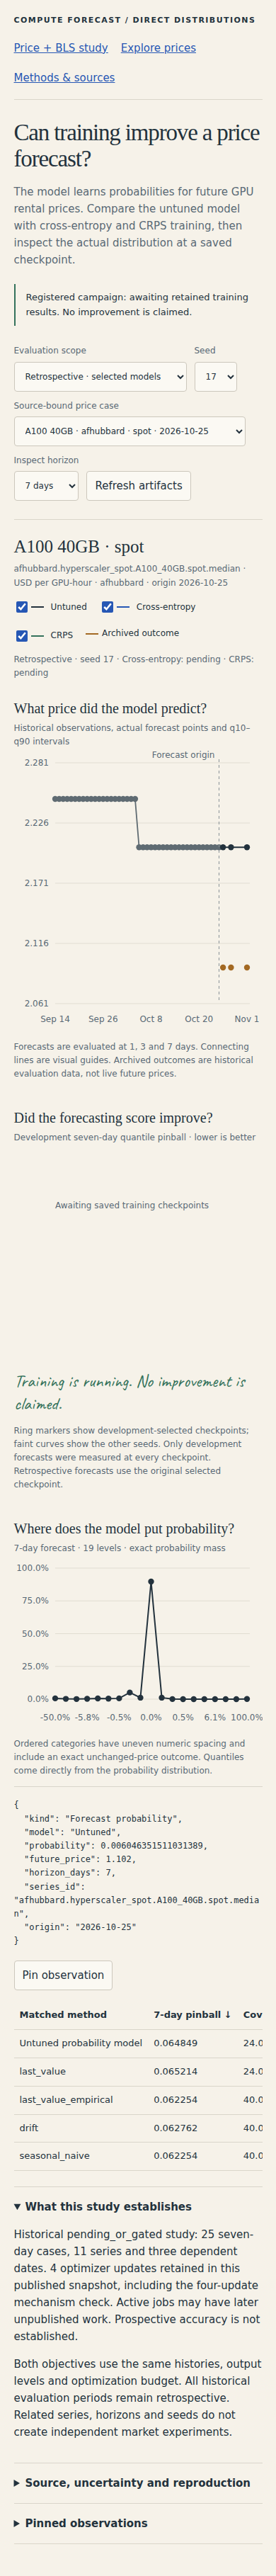 COMPUTE FORECAST / DIRECT DISTRIBUTIONS
Price + BLS study Explore prices
Methods & sources
Can training improve a price
forecast?
The model learns probabilities for future GPU
rental prices. Compare the untuned model
with cross-entropy and CRPS training, then
inspect the actual distribution at a saved
checkpoint.
Registered campaign: awaiting retained training
results. No improvement is claimed.
Evaluation scope Seed
Retrospective · selected models 17
Source-bound price case
A100 40GB · afhubbard · spot · 2026-10-25
Inspect horizon
7 days Refresh artifacts
A100 40GB · spot
afhubbard.hyperscaler_spot.A100_40GB.spot.median ·
USD per GPU-hour · afhubbard · origin 2026-10-25
Untuned Cross-entropy
CRPS Archived outcome
Retrospective · seed 17 · Cross-entropy: pending · CRPS:
pending
What price did the model predict?
Historical observations, actual forecast points and q10–
q90 intervals
Forecast origin
2.281
2.226
2.171
2.116
2.061
Sep 14 Sep 26 Oct 8 Oct 20 Nov 1
Forecasts are evaluated at 1, 3 and 7 days. Connecting
lines are visual guides. Archived outcomes are historical
evaluation data, not live future prices.
Did the forecasting score improve?
Development seven-day quantile pinball · lower is better
Awaiting saved training checkpoints
Training is running. No improvement is
claimed.
Ring markers show development-selected checkpoints;
faint curves show the other seeds. Only development
forecasts were measured at every checkpoint.
Retrospective forecasts use the original selected
checkpoint.
Where does the model put probability?
7-day forecast · 19 levels · exact probability mass
100.0%
75.0%
50.0%
25.0%
0.0%
-50.0% -5.8% -0.5% 0.0% 0.5% 6.1% 100.0%
Ordered categories have uneven numeric spacing and
include an exact unchanged-price outcome. Quantiles
come directly from the probability distribution.
{
"kind": "Forecast probability",
"model": "Untuned",
"probability": 0.006046351511031389,
"future_price": 1.102,
"horizon_days": 7,
"series_id":
"afhubbard.hyperscaler_spot.A100_40GB.spot.media
n",
"origin": "2026-10-25"
}
Pin observation
Matched method 7-day pinball ↓ Cov
Untuned probability model 0.064849 24.0
last_value 0.065214 24.0
last_value_empirical 0.062254 40.0
drift 0.062762 40.0
seasonal_naive 0.062254 40.0
▼ What this study establishes
Historical pending_or_gated study: 25 seven-
day cases, 11 series and three dependent
dates. 4 optimizer updates retained in this
published snapshot, including the four-update
mechanism check. Active jobs may have later
unpublished work. Prospective accuracy is not
established.
Both objectives use the same histories, output
levels and optimization budget. All historical
evaluation periods remain retrospective.
Related series, horizons and seeds do not
create independent market experiments.
▶ Source, uncertainty and reproduction
▶ Pinned observations